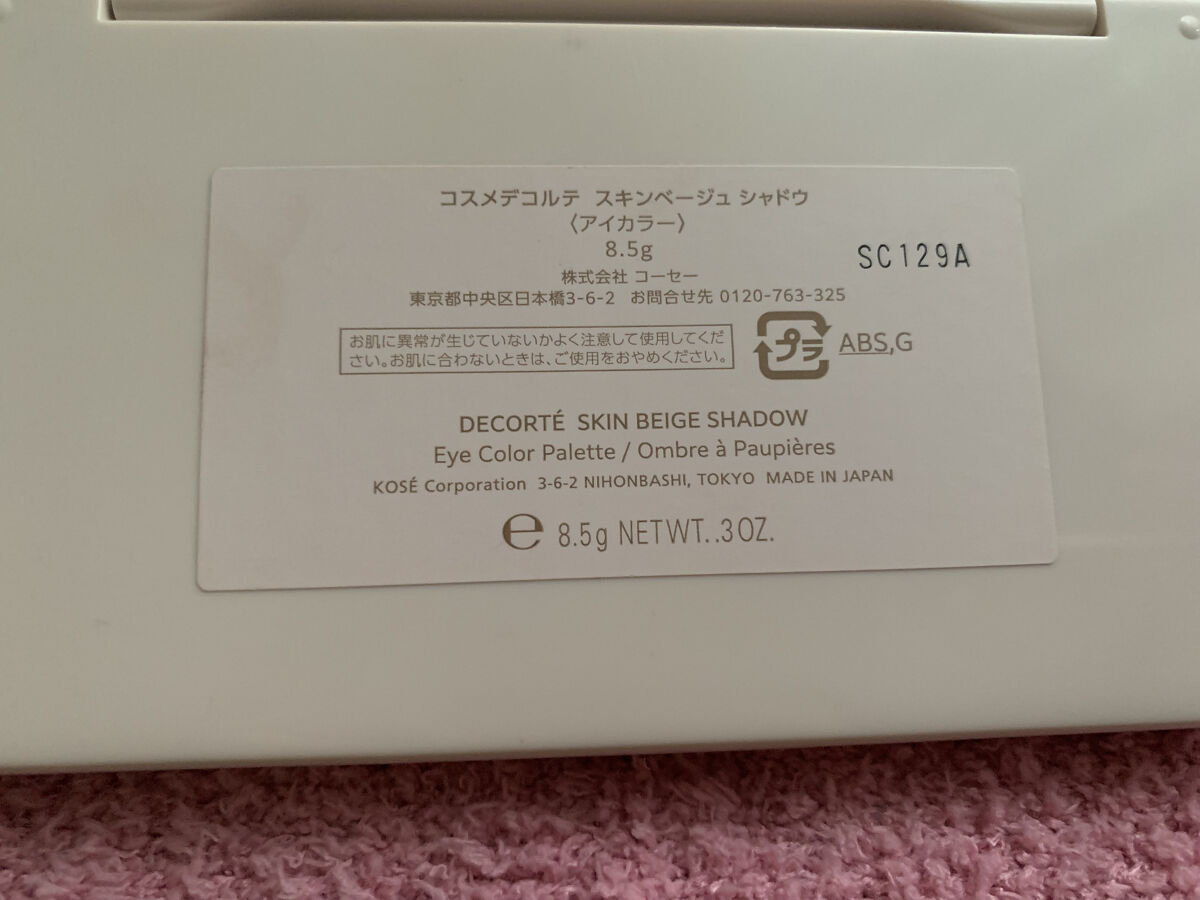 コスメデコルテ スキンベージュ シャドウ
〈アイカラー〉
8.5g
SC129A
株式会社 コーセー
東京都中央区日本橋3-6-2 お問合せ先 0120-763-325
お肌に異常が生じていないかよく注意して使用してくだ
さい。お肌に合わないときは、ご使用をおやめください。
プラ ABS,G
DECORTÉ SKIN BEIGE SHADOW
Eye Color Palette / Ombre à Paupières
KOSÉ Corporation 3-6-2 NIHONBASHI, TOKYO MADE IN JAPAN
℮ 8.5g NETWT. .3OZ.